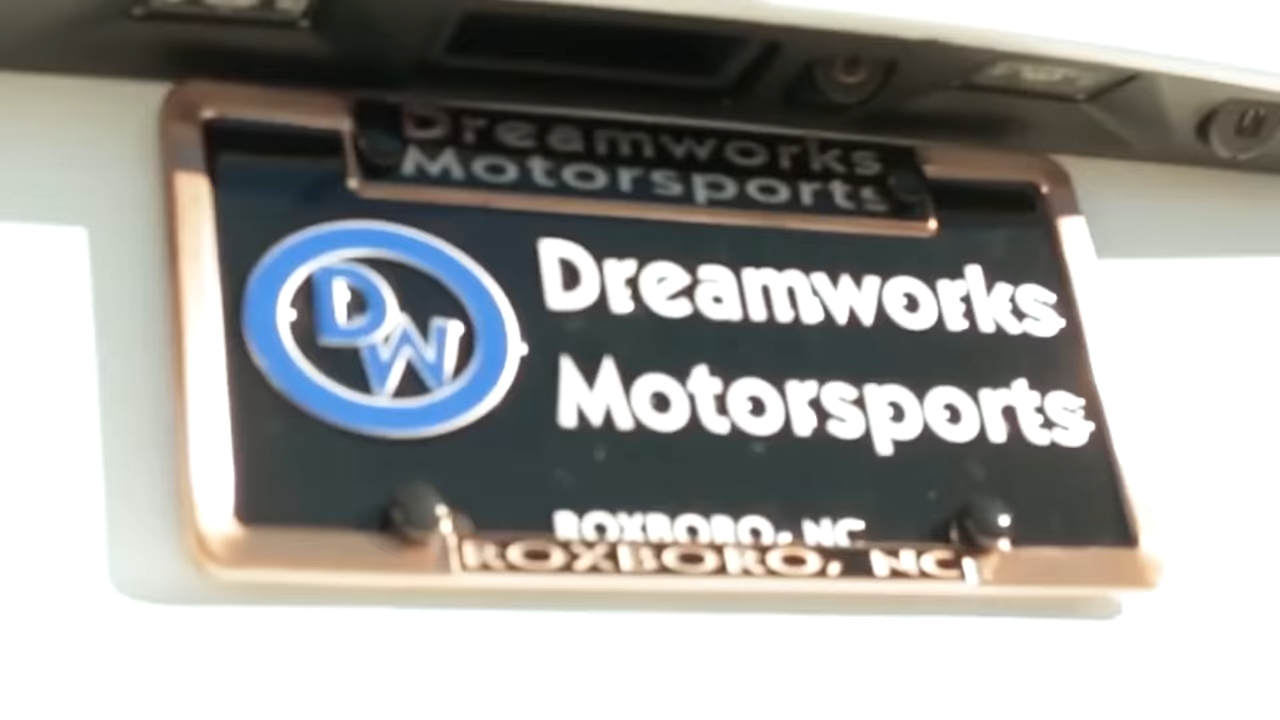 Dreamworks
Motorsports
DW
Dreamworks
Motorsports
ROXBORO, NC
ROXBORO, NC